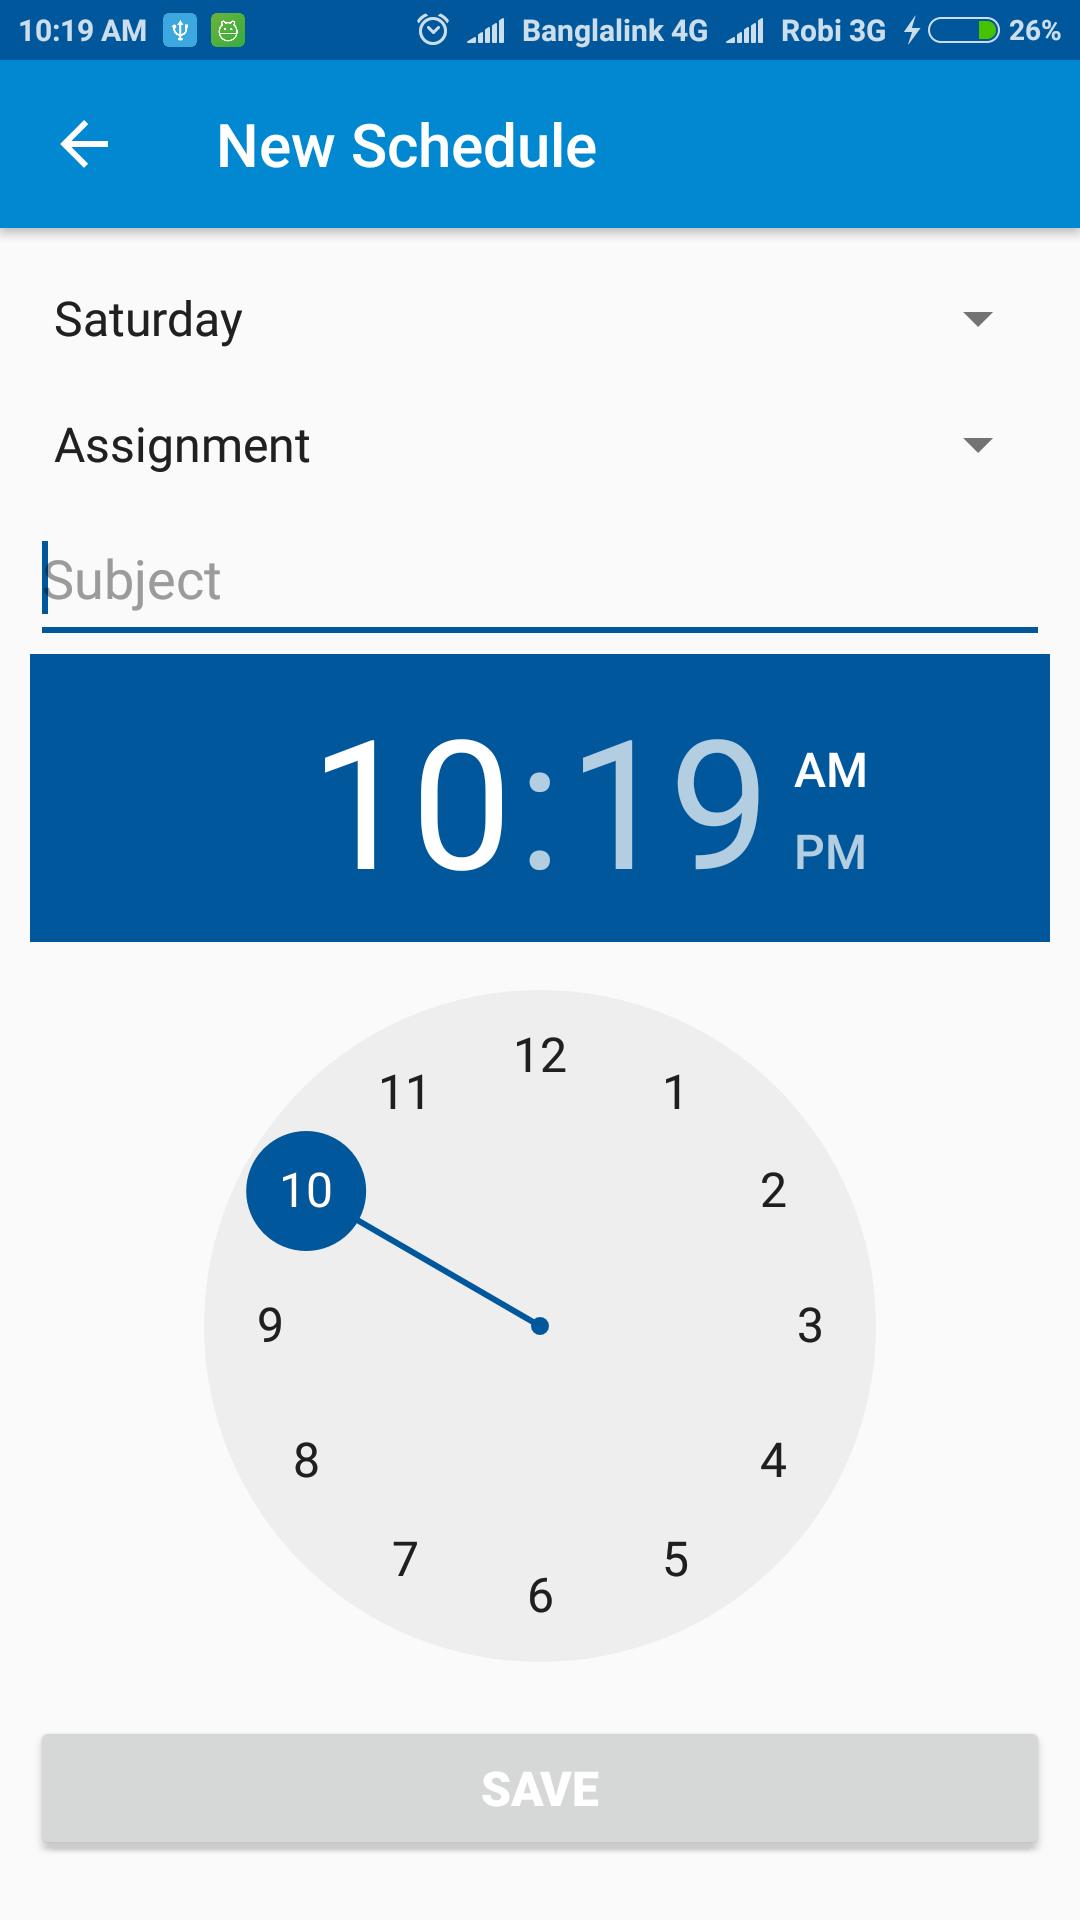 10:19 AM Banglalink 4G Robi 3G 26%
New Schedule
Saturday
Assignment
Subject
10:19 AM
PM
12
11 1
10 2
9 3
8 4
7 5
6
SAVE